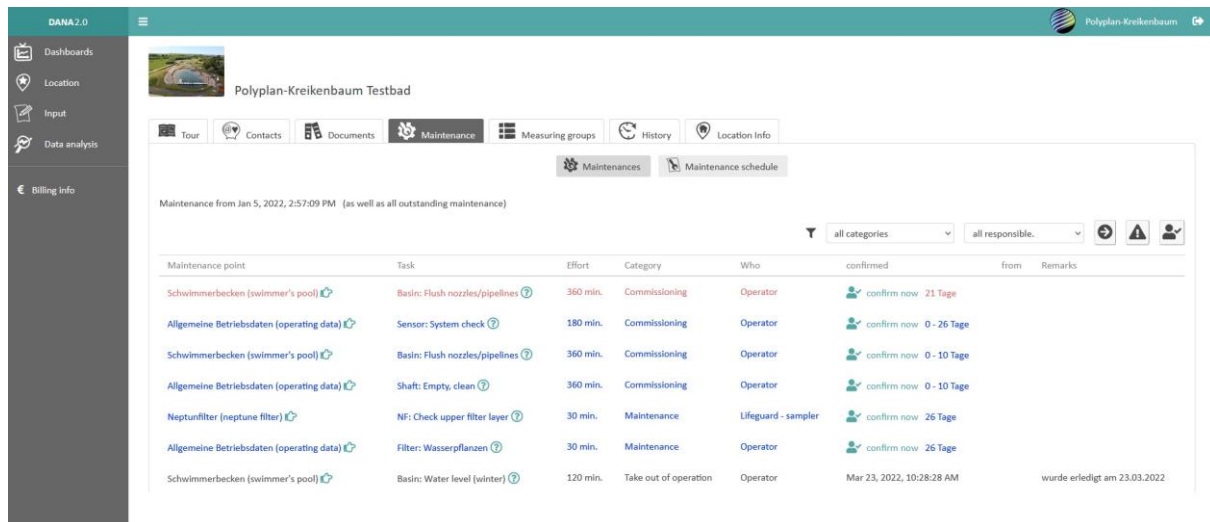 DANA2.0
Polyplan-Kreikenbaum
Dashboards
Location
Input
Data analysis
€ Billing info
Polyplan-Kreikenbaum Testbad
Tour Contacts Documents Maintenance Measuring groups History Location Info
Maintenances Maintenance schedule
Maintenance from Jan 5, 2022, 2:57:09 PM (as well as all outstanding maintenance)
all categories all responsible.
Maintenance point Task Effort Category Who confirmed from Remarks
Schwimmerbecken (swimmer's pool) Basin: Flush nozzles/pipelines ? 360 min. Commissioning Operator confirm now 21 Tage
Allgemeine Betriebsdaten (operating data) Sensor: System check ? 180 min. Commissioning Operator confirm now 0 - 26 Tage
Schwimmerbecken (swimmer's pool) Basin: Flush nozzles/pipelines ? 360 min. Commissioning Operator confirm now 0 - 10 Tage
Allgemeine Betriebsdaten (operating data) Shaft: Empty, clean ? 360 min. Commissioning Operator confirm now 0 - 10 Tage
Neptunfilter (neptune filter) NF: Check upper filter layer ? 30 min. Maintenance Lifeguard - sampler confirm now 26 Tage
Allgemeine Betriebsdaten (operating data) Filter: Wasserpflanzen ? 30 min. Maintenance Operator confirm now 26 Tage
Schwimmerbecken (swimmer's pool) Basin: Water level (winter) ? 120 min. Take out of operation Operator Mar 23, 2022, 10:28:28 AM wurde erledigt am 23.03.2022